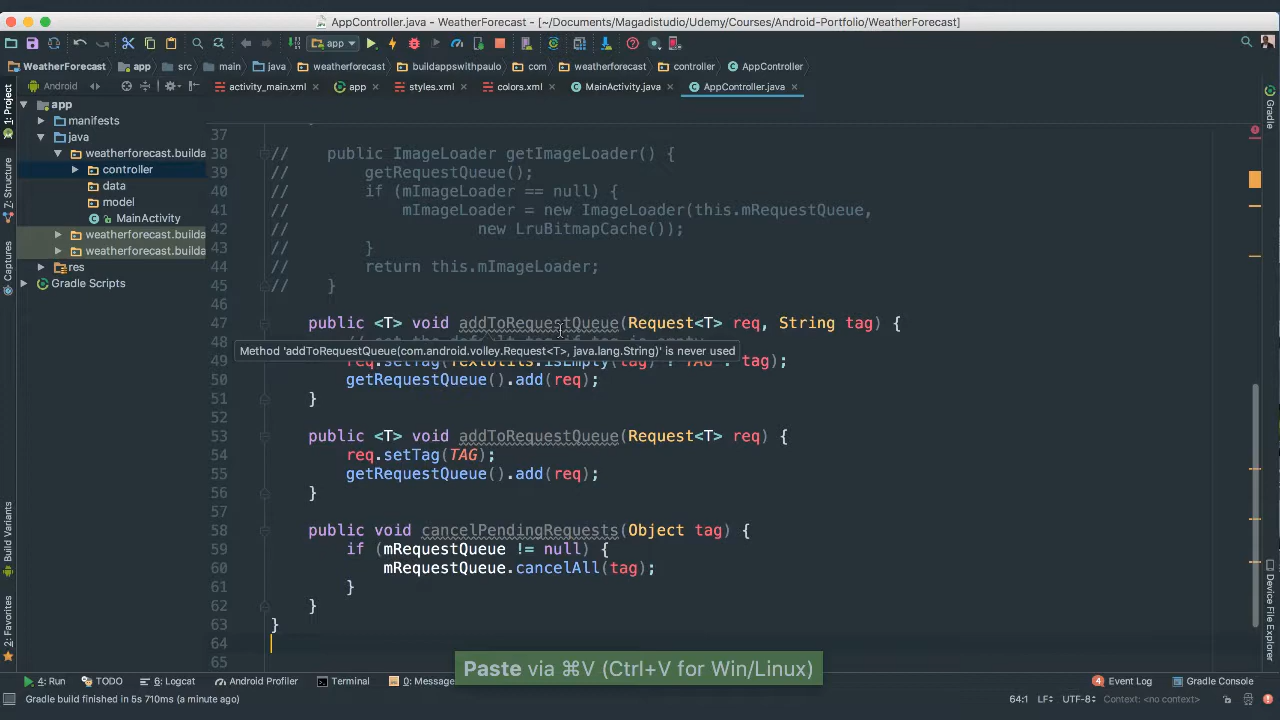 AppController.java - WeatherForecast - [~/Documents/Magadistudio/Udemy/Courses/Android-Portfolio/WeatherForecast]
app
WeatherForecast app src main java weatherforecast buildappswithpaulo com weatherforecast controller AppController
Android
activity_main.xml app styles.xml colors.xml MainActivity.java AppController.java
1: Project
7: Structure
Captures
Build Variants
2: Favorites
app
manifests
java
weatherforecast.builda
controller
data
model
MainActivity
weatherforecast.builda
weatherforecast.builda
res
Gradle Scripts
37
38 // public ImageLoader getImageLoader() {
39 // getRequestQueue();
40 // if (mImageLoader == null) {
41 // mImageLoader = new ImageLoader(this.mRequestQueue,
42 // new LruBitmapCache());
43 // }
44 // return this.mImageLoader;
45 // }
46
47 public <T> void addToRequestQueue(Request<T> req, String tag) {
48
Method 'addToRequestQueue(com.android.volley.Request<T>, java.lang.String)' is never used
49 req.setTag(TextUtils.isEmpty(tag) ? TAG : tag);
50 getRequestQueue().add(req);
51 }
52
53 public <T> void addToRequestQueue(Request<T> req) {
54 req.setTag(TAG);
55 getRequestQueue().add(req);
56 }
57
58 public void cancelPendingRequests(Object tag) {
59 if (mRequestQueue != null) {
60 mRequestQueue.cancelAll(tag);
61 }
62 }
63 }
64
65
Gradle
Device File Explorer
Paste via ⌘V (Ctrl+V for Win/Linux)
4: Run TODO 6: Logcat Android Profiler Terminal 0: Message Event Log Gradle Console
Gradle build finished in 5s 710ms (a minute ago) 64:1 LF÷ UTF-8÷ Context: <no context>